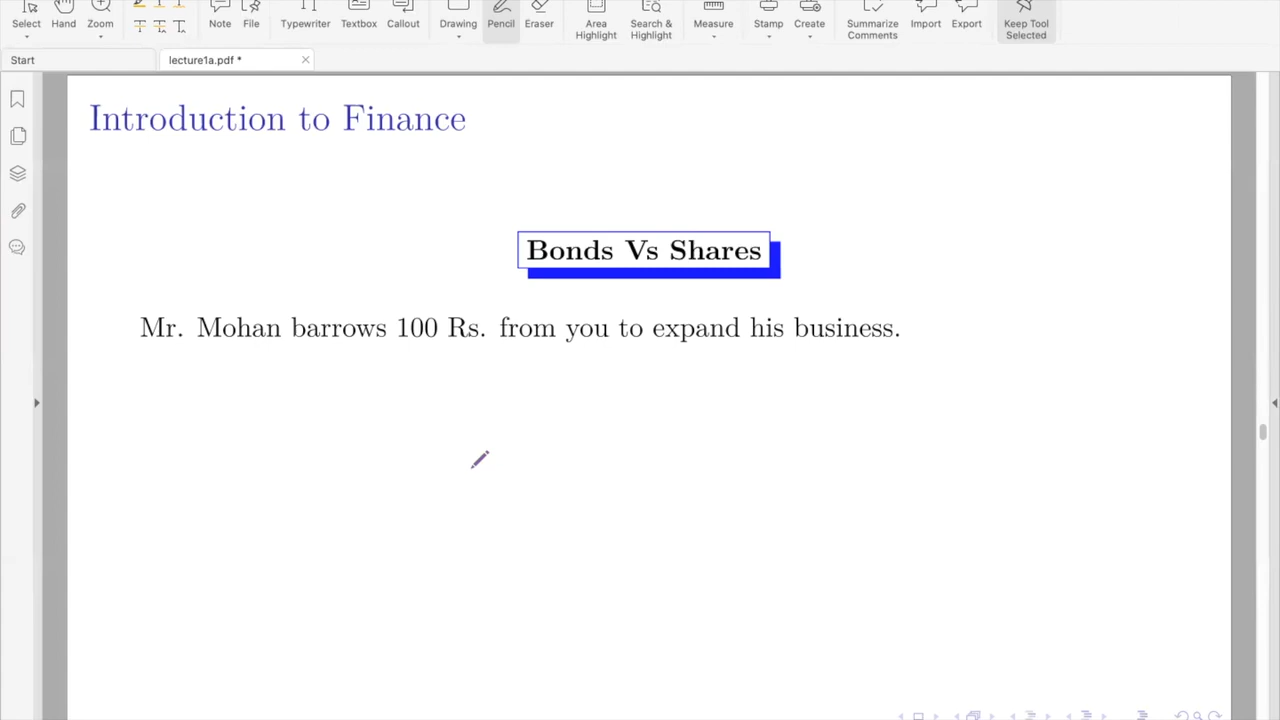 Select Hand Zoom Note File Typewriter Textbox Callout Drawing Pencil Eraser Area Highlight Search & Highlight Measure Stamp Create Summarize Comments Import Export Keep Tool Selected
Start lecture1a.pdf *
Introduction to Finance
Bonds Vs Shares
Mr. Mohan barrows 100 Rs. from you to expand his business.